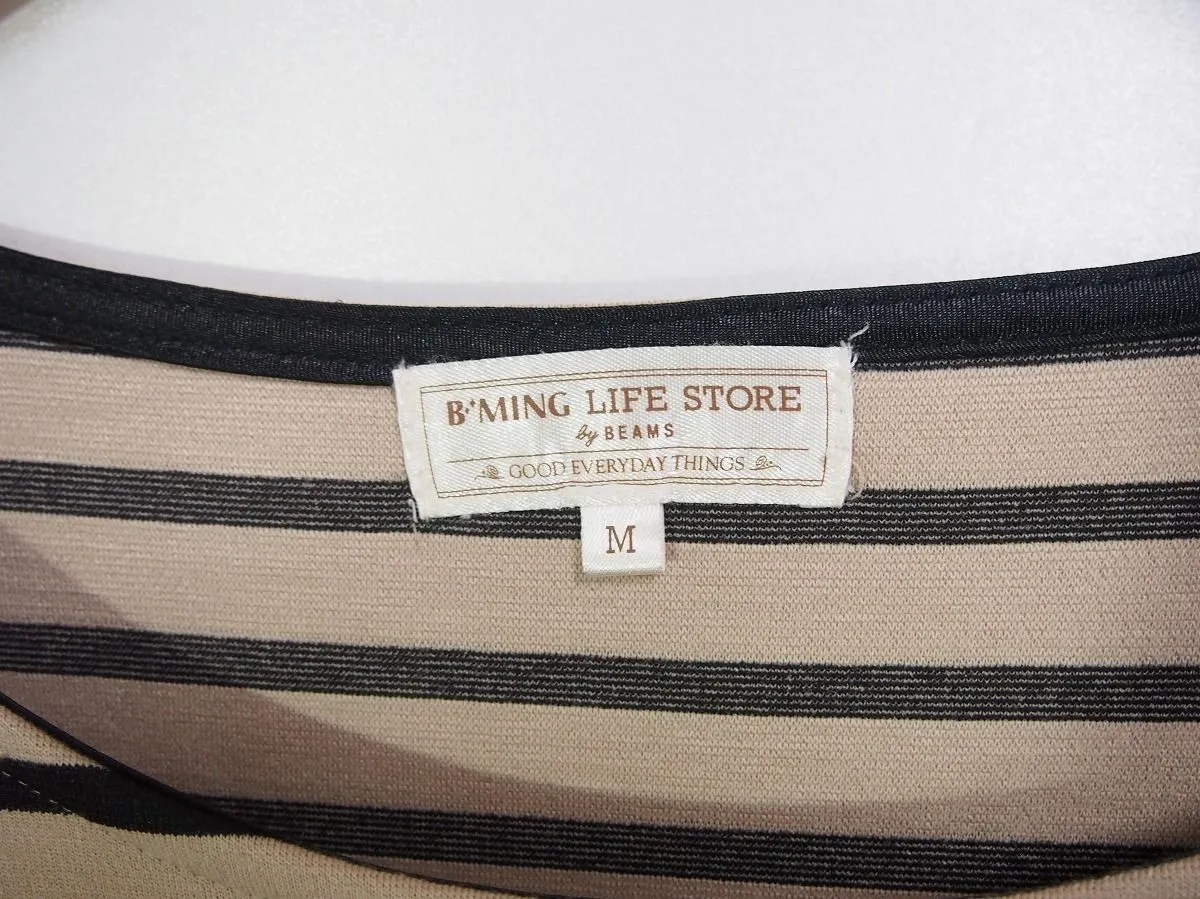 B·MING LIFE STORE
by BEAMS
GOOD EVERYDAY THINGS
M